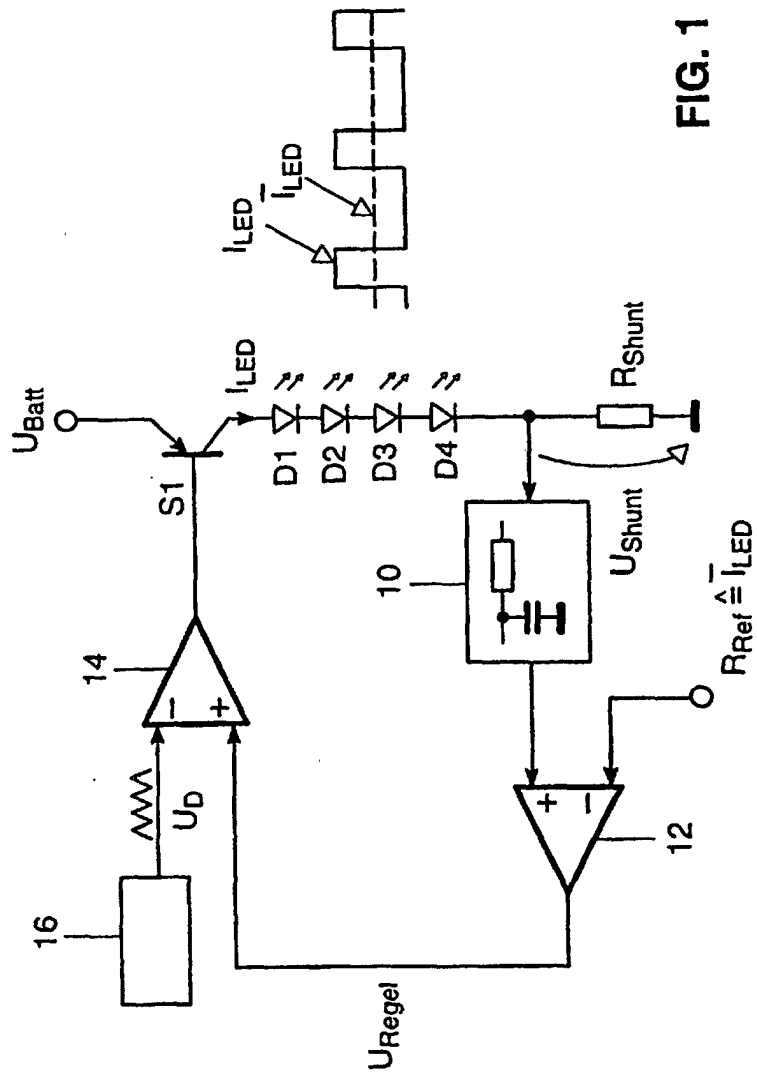 U_Batt
S1
14
− +
U_D
16
I_LED
D1 D2 D3 D4
I_LED Ī_LED
10
U_Shunt
R_Shunt
+ −
12
R_Ref ≙ Ī_LED
U_Regel
FIG. 1